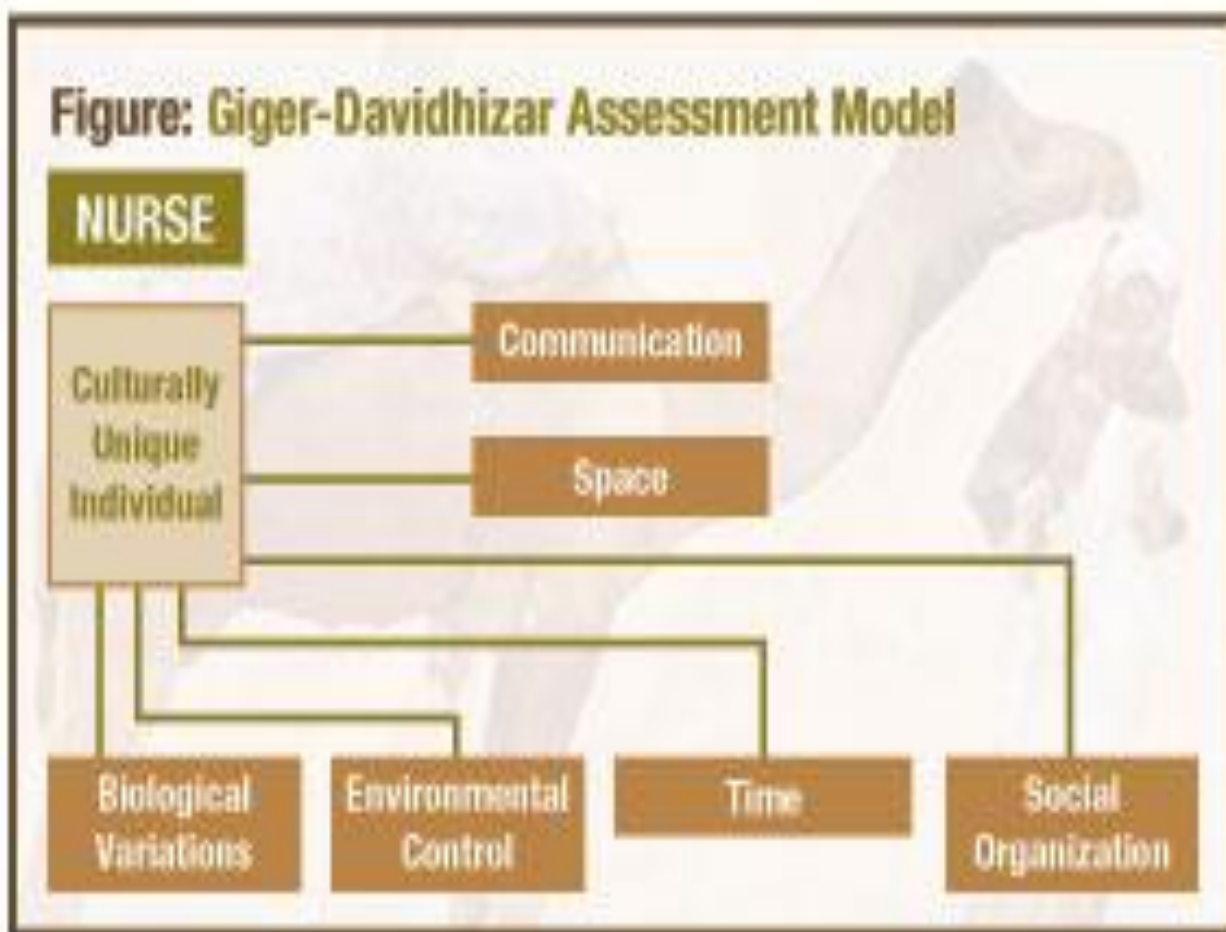 Figure: Giger-Davidhizar Assessment Model
NURSE
Culturally
Unique
Individual
Communication
Space
Biological
Variations
Environmental
Control
Time
Social
Organization